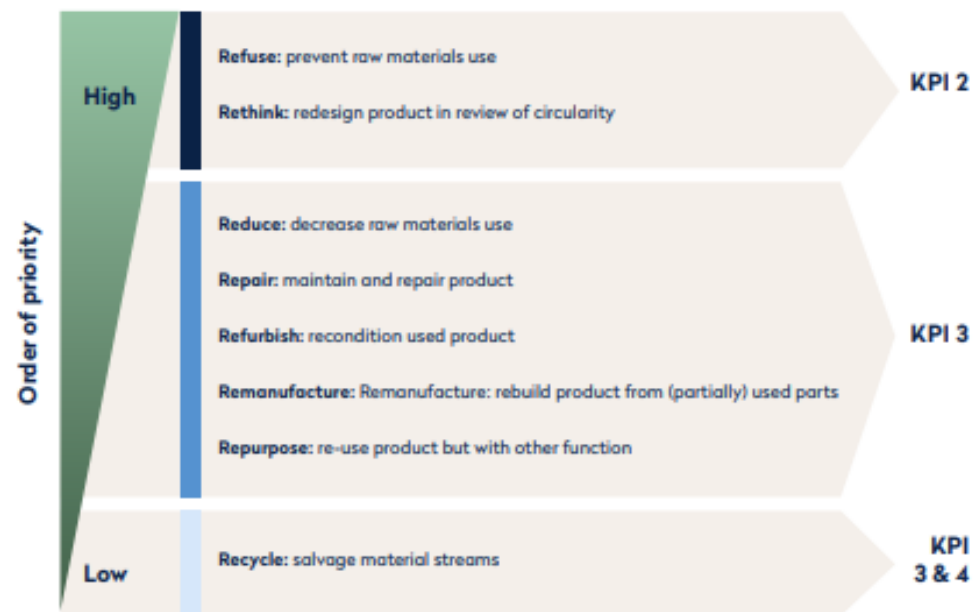 Order of priority
High
Refuse: prevent raw materials use
Rethink: redesign product in review of circularity
KPI 2
Reduce: decrease raw materials use
Repair: maintain and repair product
Refurbish: recondition used product
Remanufacture: Remanufacture: rebuild product from (partially) used parts
Repurpose: re-use product but with other function
KPI 3
Low
Recycle: salvage material streams
KPI
3 & 4